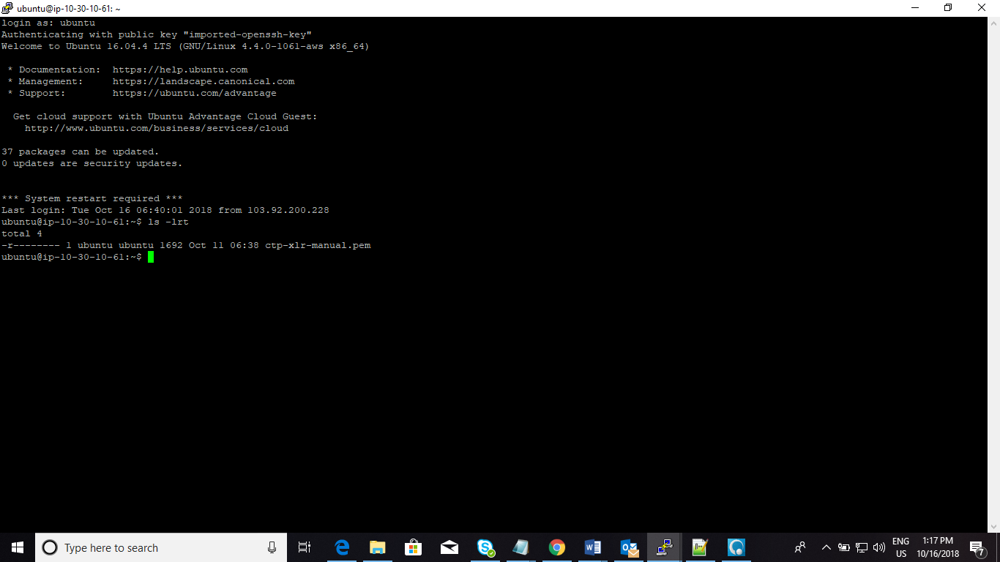 ubuntu@ip-10-30-10-61: ~
login as: ubuntu
Authenticating with public key "imported-openssh-key"
Welcome to Ubuntu 16.04.4 LTS (GNU/Linux 4.4.0-1061-aws x86_64)
* Documentation:  https://help.ubuntu.com
* Management:     https://landscape.canonical.com
* Support:        https://ubuntu.com/advantage
Get cloud support with Ubuntu Advantage Cloud Guest:
http://www.ubuntu.com/business/services/cloud
37 packages can be updated.
0 updates are security updates.
*** System restart required ***
Last login: Tue Oct 16 06:40:01 2018 from 103.92.200.228
ubuntu@ip-10-30-10-61:~$ ls -lrt
total 4
-r-------- 1 ubuntu ubuntu 1692 Oct 11 06:38 ctp-xlr-manual.pem
ubuntu@ip-10-30-10-61:~$
Type here to search
ENG
US
1:17 PM
10/16/2018
7